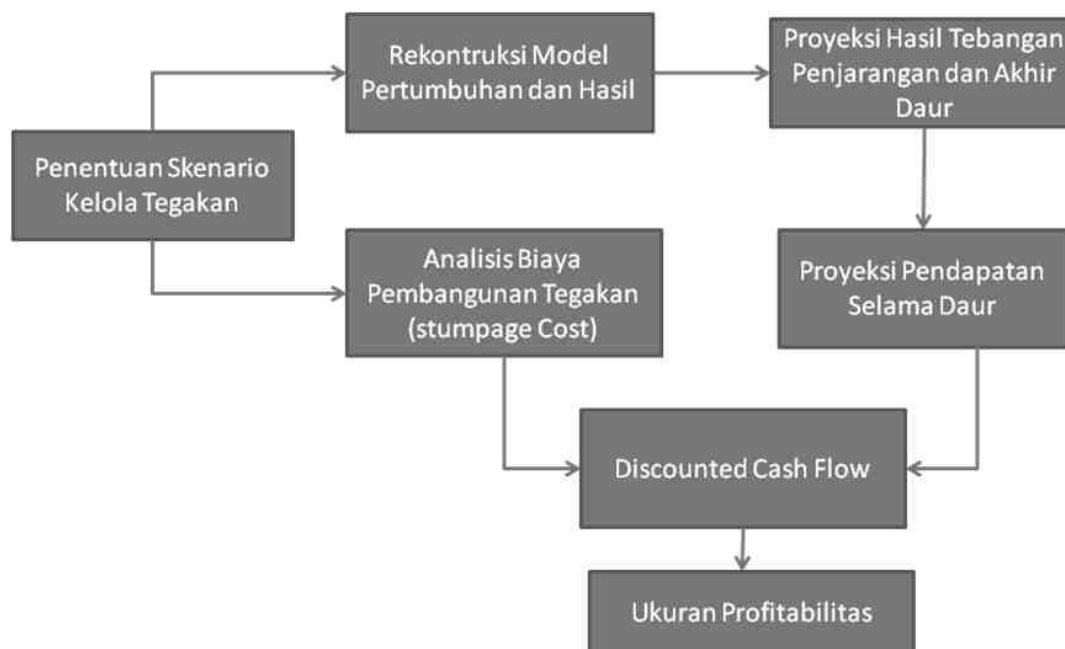 Rekontruksi Model
Pertumbuhan dan Hasil
Proyeksi Hasil Tebangan
Penjarangan dan Akhir
Daur
Penentuan Skenario
Kelola Tegakan
Analisis Biaya
Pembangunan Tegakan
(stumpage Cost)
Proyeksi Pendapatan
Selama Daur
Discounted Cash Flow
Ukuran Profitabilitas